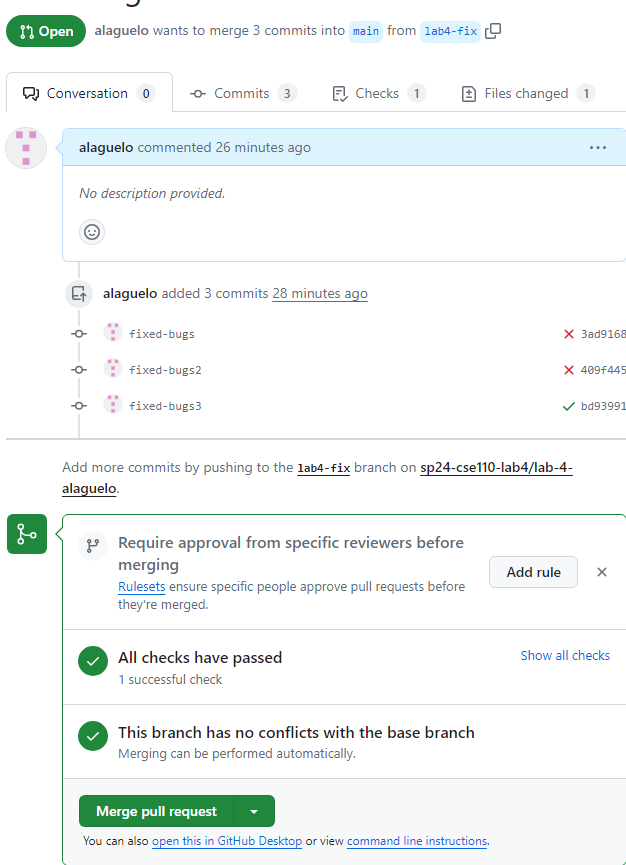 Open alaguelo wants to merge 3 commits into main from lab4-fix
Conversation 0 Commits 3 Checks 1 Files changed 1
alaguelo commented 26 minutes ago ...
No description provided.
alaguelo added 3 commits 28 minutes ago
fixed-bugs 3ad9168
fixed-bugs2 409f445
fixed-bugs3 bd93991
Add more commits by pushing to the lab4-fix branch on sp24-cse110-lab4/lab-4-
alaguelo.
Require approval from specific reviewers before
merging
Rulesets ensure specific people approve pull requests before
they're merged.
Add rule
All checks have passed Show all checks
1 successful check
This branch has no conflicts with the base branch
Merging can be performed automatically.
Merge pull request
You can also open this in GitHub Desktop or view command line instructions.